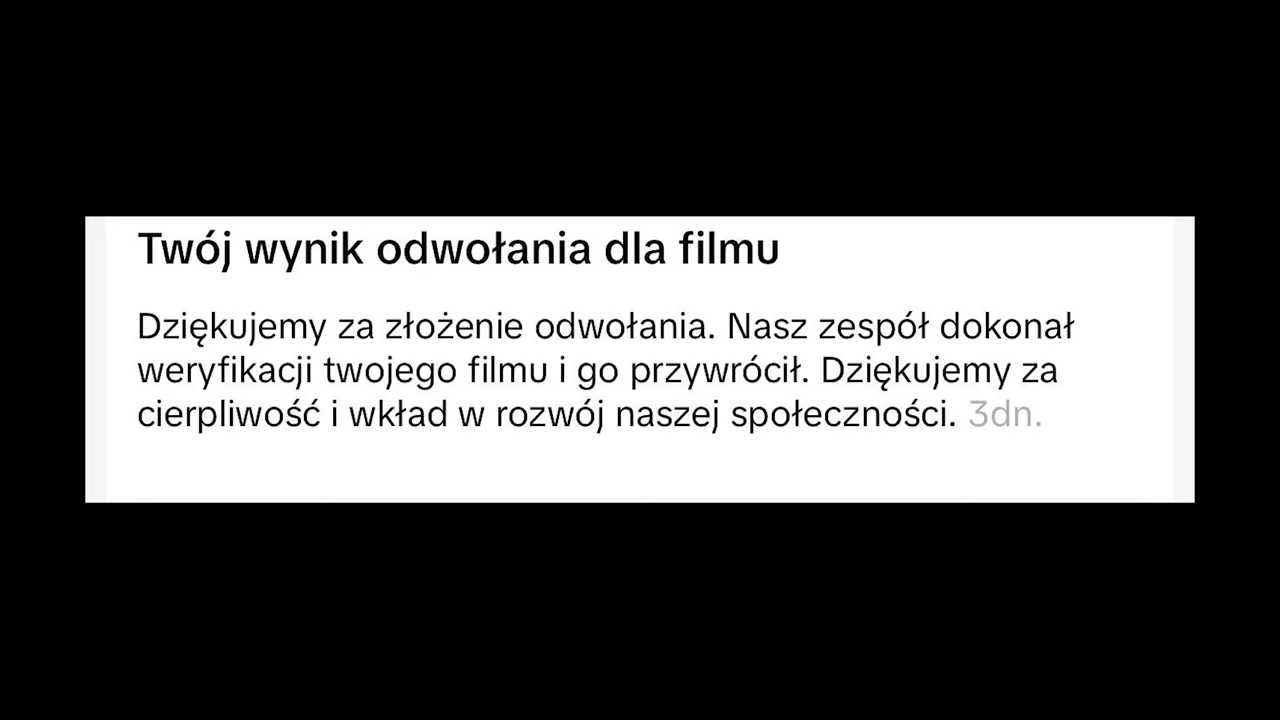 Twój wynik odwołania dla filmu
Dziękujemy za złożenie odwołania. Nasz zespół dokonał
weryfikacji twojego filmu i go przywrócił. Dziękujemy za
cierpliwość i wkład w rozwój naszej społeczności. 3dn.